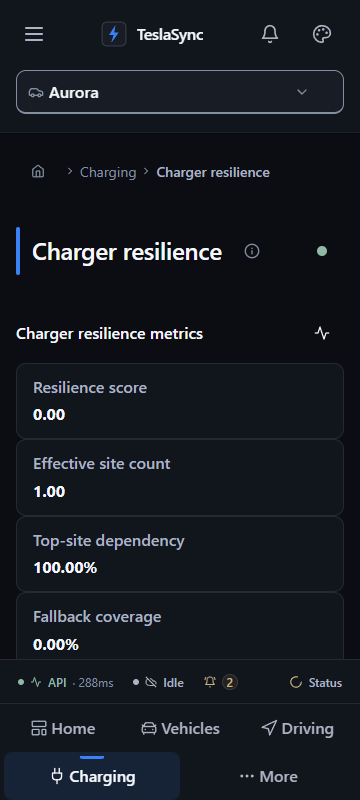 TeslaSync
Aurora
Charging
Charger resilience
Charger resilience
Charger resilience metrics
Resilience score
0.00
Effective site count
1.00
Top-site dependency
100.00%
Fallback coverage
0.00%
API · 288ms
Idle
2
Status
Home
Vehicles
Driving
Charging
More